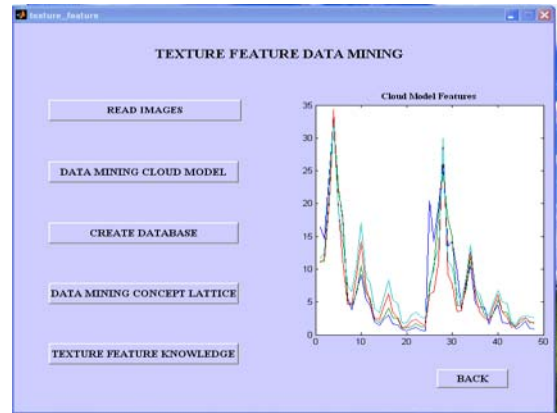 texture_feature
TEXTURE FEATURE DATA MINING
READ IMAGES
DATA MINING CLOUD MODEL
CREATE DATABASE
DATA MINING CONCEPT LATTICE
TEXTURE FEATURE KNOWLEDGE
Cloud Model Features
35
30
25
20
15
10
5
0
0 10 20 30 40 50
BACK